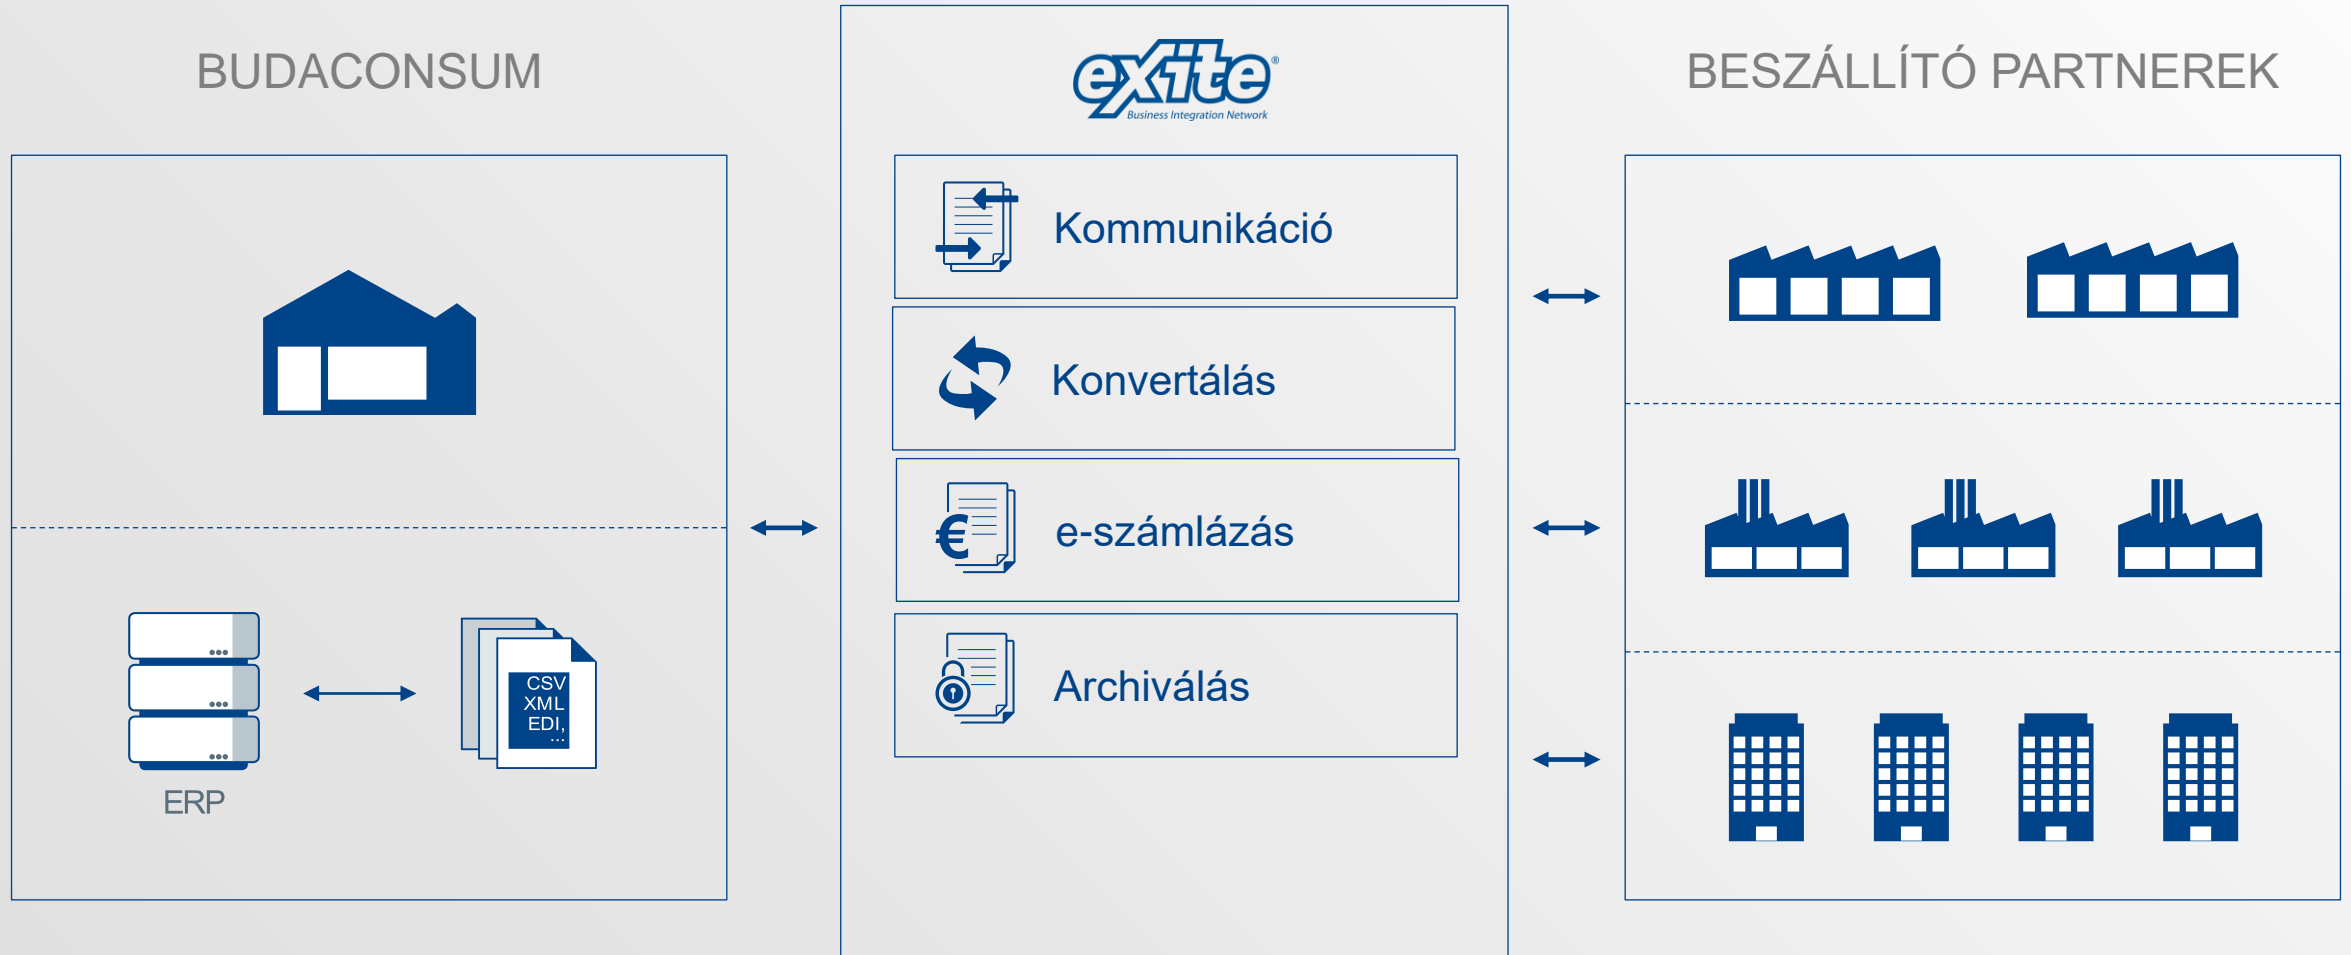 BUDACONSUM
exite®
Business Integration Network
BESZÁLLÍTÓ PARTNEREK
Kommunikáció
Konvertálás
e-számlázás
Archiválás
CSV
XML
EDI,
...
ERP